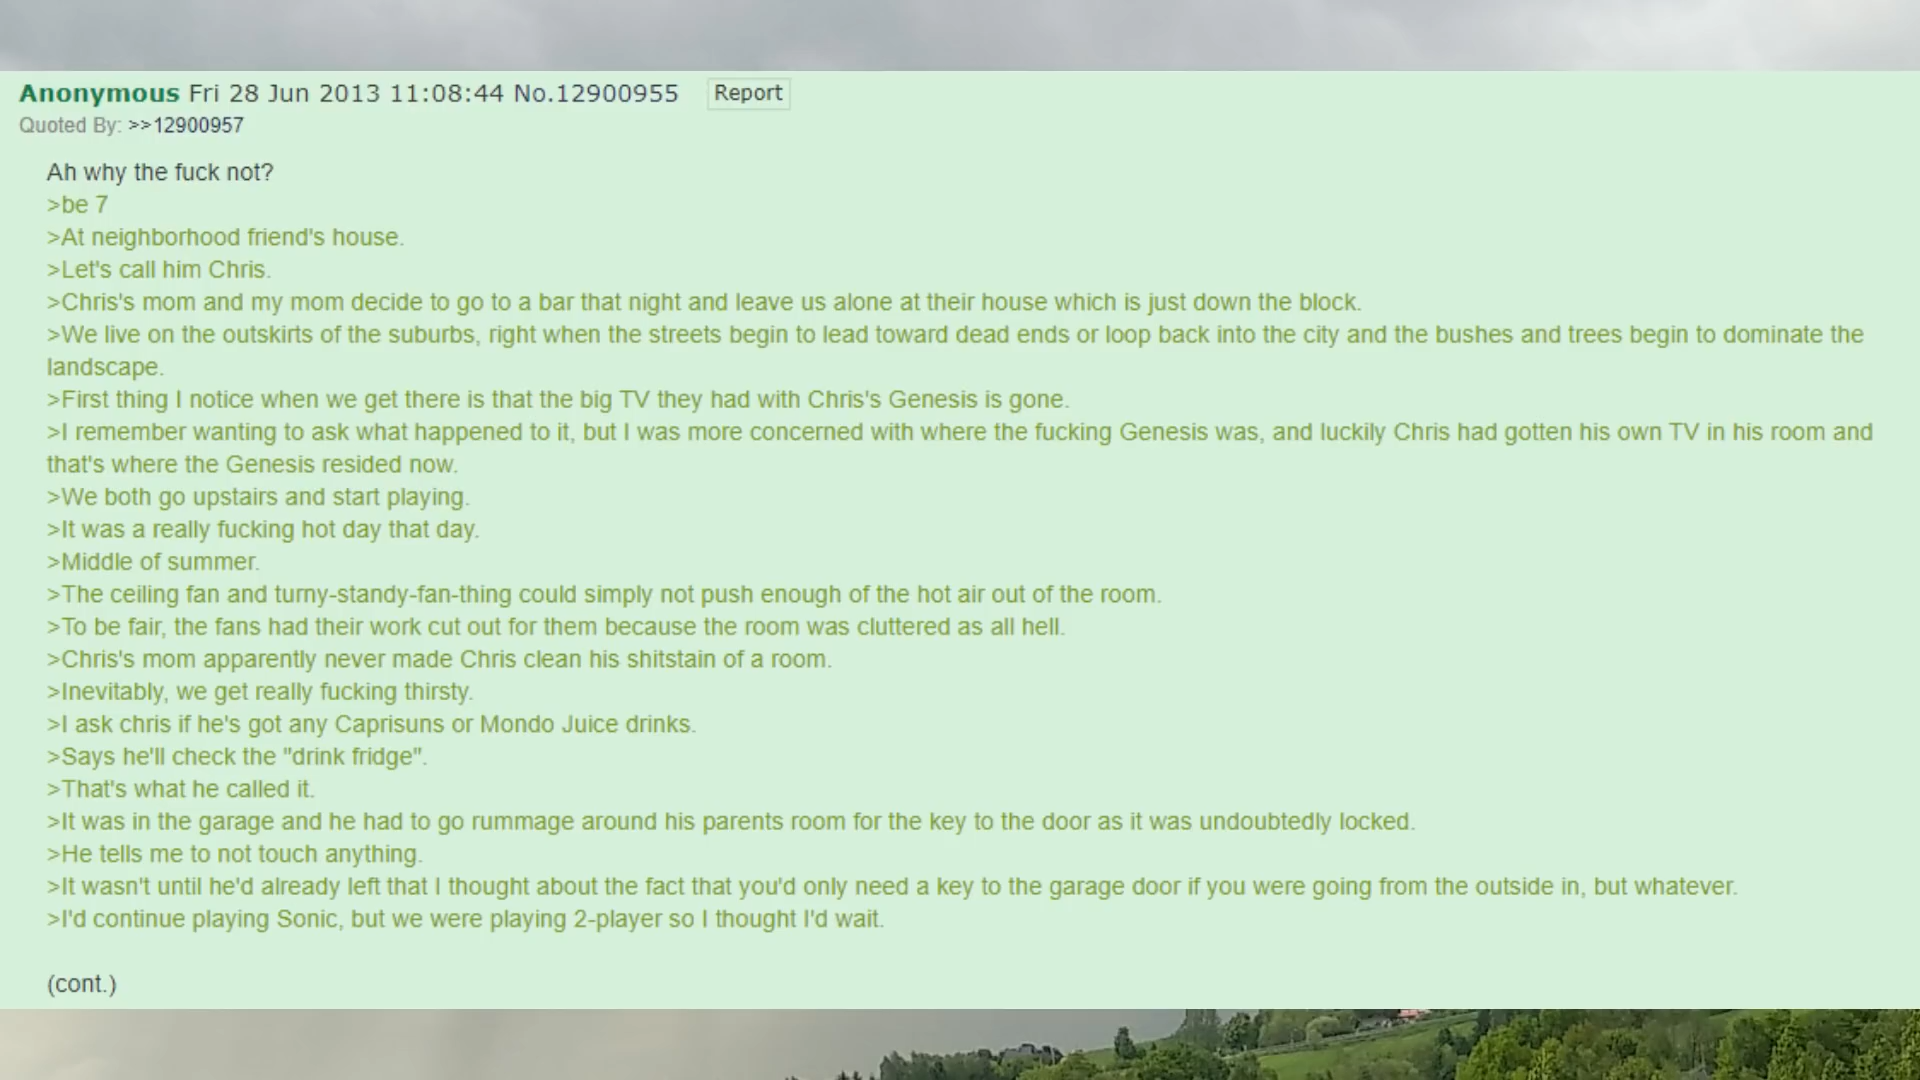 Anonymous Fri 28 Jun 2013 11:08:44 No.12900955 Report
Quoted By: >>12900957
Ah why the fuck not?
>be 7
>At neighborhood friend's house.
>Let's call him Chris.
>Chris's mom and my mom decide to go to a bar that night and leave us alone at their house which is just down the block.
>We live on the outskirts of the suburbs, right when the streets begin to lead toward dead ends or loop back into the city and the bushes and trees begin to dominate the
landscape.
>First thing I notice when we get there is that the big TV they had with Chris's Genesis is gone.
>I remember wanting to ask what happened to it, but I was more concerned with where the fucking Genesis was, and luckily Chris had gotten his own TV in his room and
that's where the Genesis resided now.
>We both go upstairs and start playing.
>It was a really fucking hot day that day.
>Middle of summer.
>The ceiling fan and turny-standy-fan-thing could simply not push enough of the hot air out of the room.
>To be fair, the fans had their work cut out for them because the room was cluttered as all hell.
>Chris's mom apparently never made Chris clean his shitstain of a room.
>Inevitably, we get really fucking thirsty.
>I ask chris if he's got any Caprisuns or Mondo Juice drinks.
>Says he'll check the "drink fridge".
>That's what he called it.
>It was in the garage and he had to go rummage around his parents room for the key to the door as it was undoubtedly locked.
>He tells me to not touch anything.
>It wasn't until he'd already left that I thought about the fact that you'd only need a key to the garage door if you were going from the outside in, but whatever.
>I'd continue playing Sonic, but we were playing 2-player so I thought I'd wait.
(cont.)